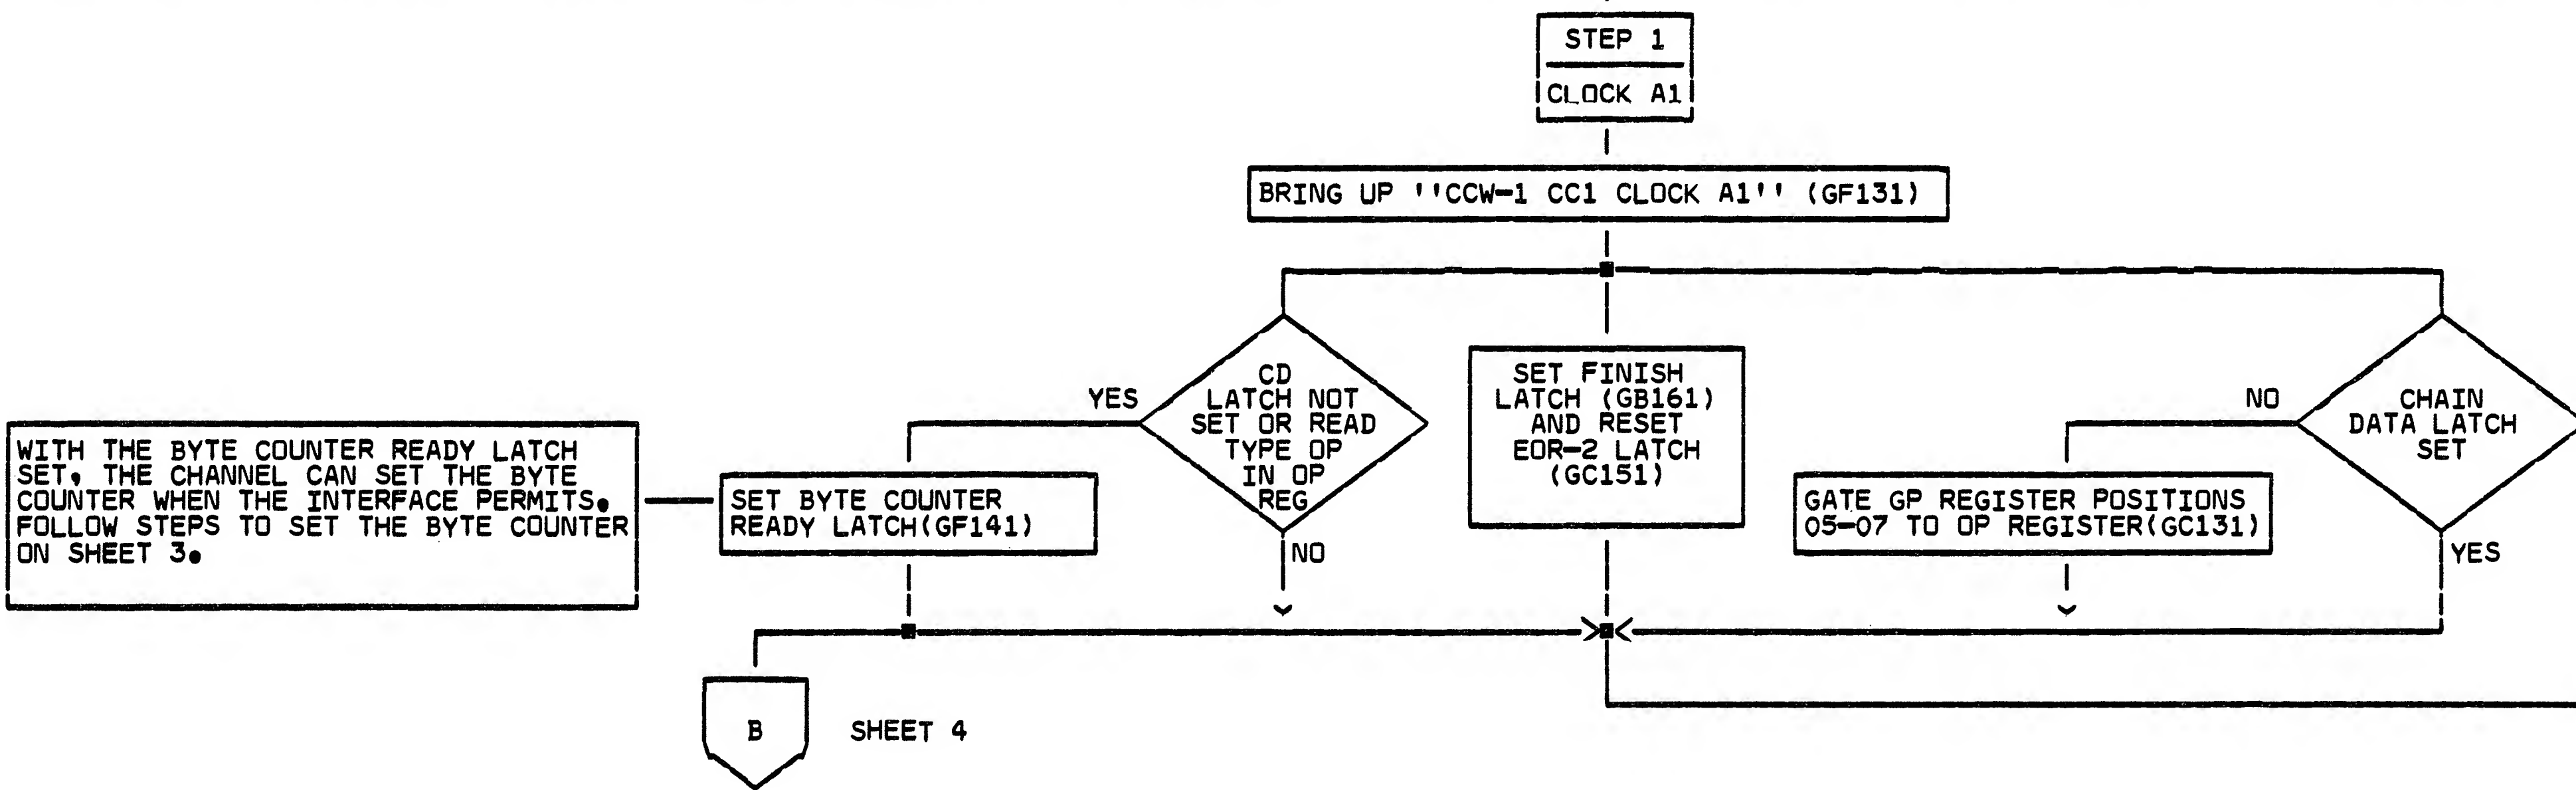 STEP 1
CLOCK A1
BRING UP ''CCW-1 CC1 CLOCK A1'' (GF131)
YES
CD
LATCH NOT
SET OR READ
TYPE OP
IN OP
REG
NO
SET FINISH
LATCH (GB161)
AND RESET
EOR-2 LATCH
(GC151)
NO
CHAIN
DATA LATCH
SET
YES
WITH THE BYTE COUNTER READY LATCH
SET, THE CHANNEL CAN SET THE BYTE
COUNTER WHEN THE INTERFACE PERMITS.
FOLLOW STEPS TO SET THE BYTE COUNTER
ON SHEET 3.
SET BYTE COUNTER
READY LATCH(GF141)
GATE GP REGISTER POSITIONS
05-07 TO OP REGISTER(GC131)
B
SHEET 4